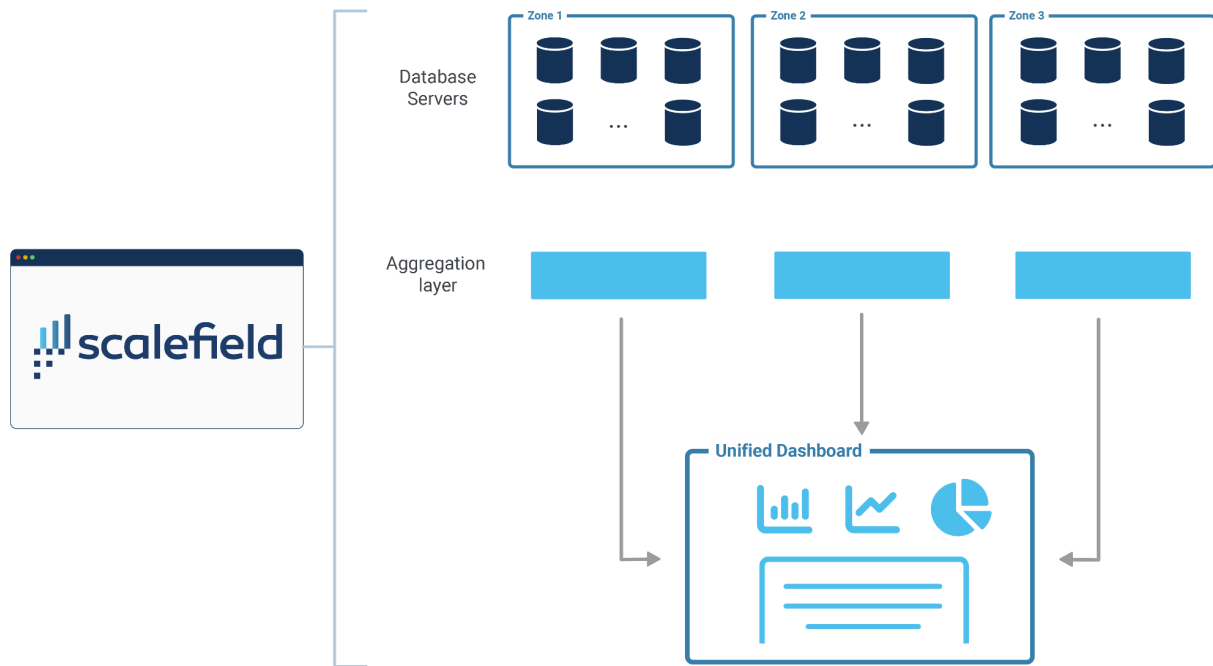 Zone 1
Zone 2
Zone 3
Database
Servers
...
...
...
Aggregation
layer
scalefield
Unified Dashboard